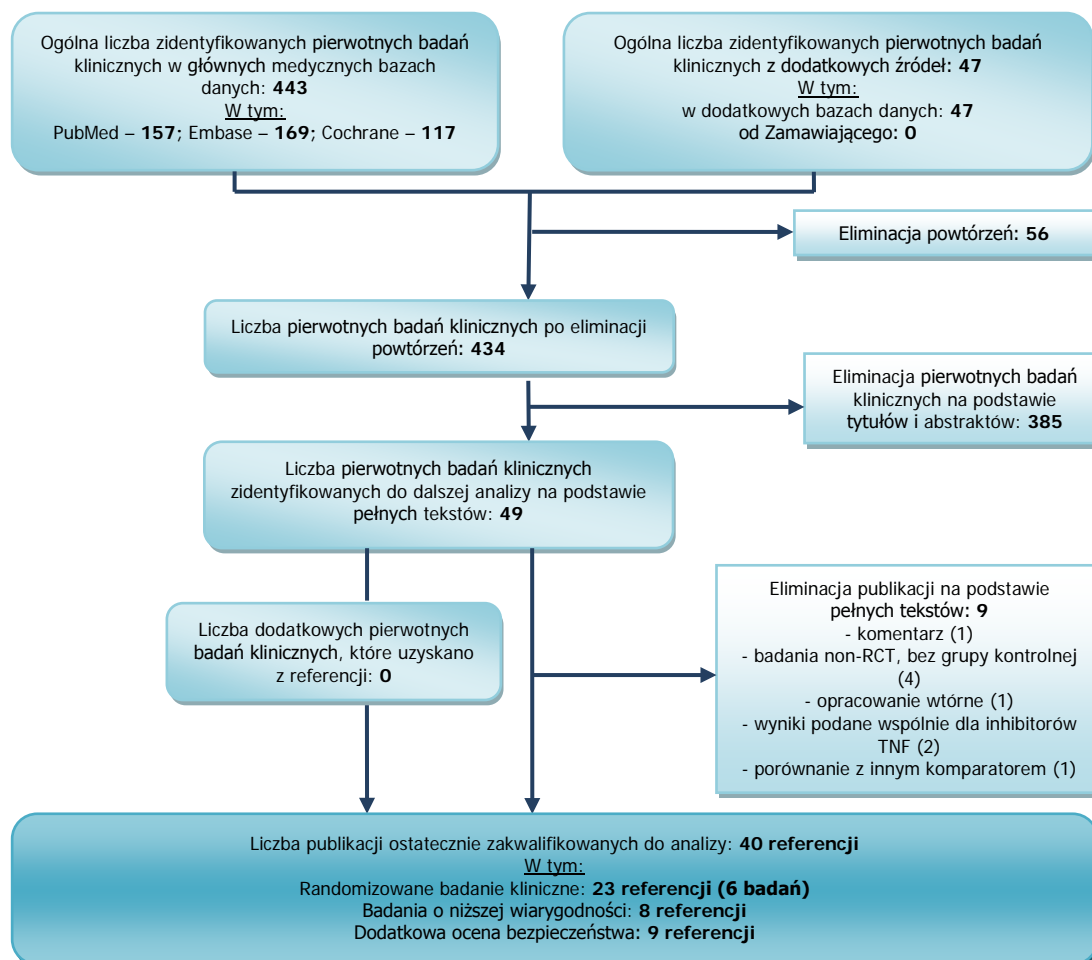 Ogólna liczba zidentyfikowanych pierwotnych badań
klinicznych w głównych medycznych bazach
danych: 443
W tym:
PubMed – 157; Embase – 169; Cochrane – 117
Ogólna liczba zidentyfikowanych pierwotnych badań
klinicznych z dodatkowych źródeł: 47
W tym:
w dodatkowych bazach danych: 47
od Zamawiającego: 0
Eliminacja powtórzeń: 56
Liczba pierwotnych badań klinicznych po eliminacji
powtórzeń: 434
Eliminacja pierwotnych badań
klinicznych na podstawie
tytułów i abstraktów: 385
Liczba pierwotnych badań klinicznych
zidentyfikowanych do dalszej analizy na podstawie
pełnych tekstów: 49
Liczba dodatkowych pierwotnych
badań klinicznych, które uzyskano
z referencji: 0
Eliminacja publikacji na podstawie
pełnych tekstów: 9
- komentarz (1)
- badania non-RCT, bez grupy kontrolnej
(4)
- opracowanie wtórne (1)
- wyniki podane wspólnie dla inhibitorów
TNF (2)
- porównanie z innym komparatorem (1)
Liczba publikacji ostatecznie zakwalifikowanych do analizy: 40 referencji
W tym:
Randomizowane badanie kliniczne: 23 referencji (6 badań)
Badania o niższej wiarygodności: 8 referencji
Dodatkowa ocena bezpieczeństwa: 9 referencji